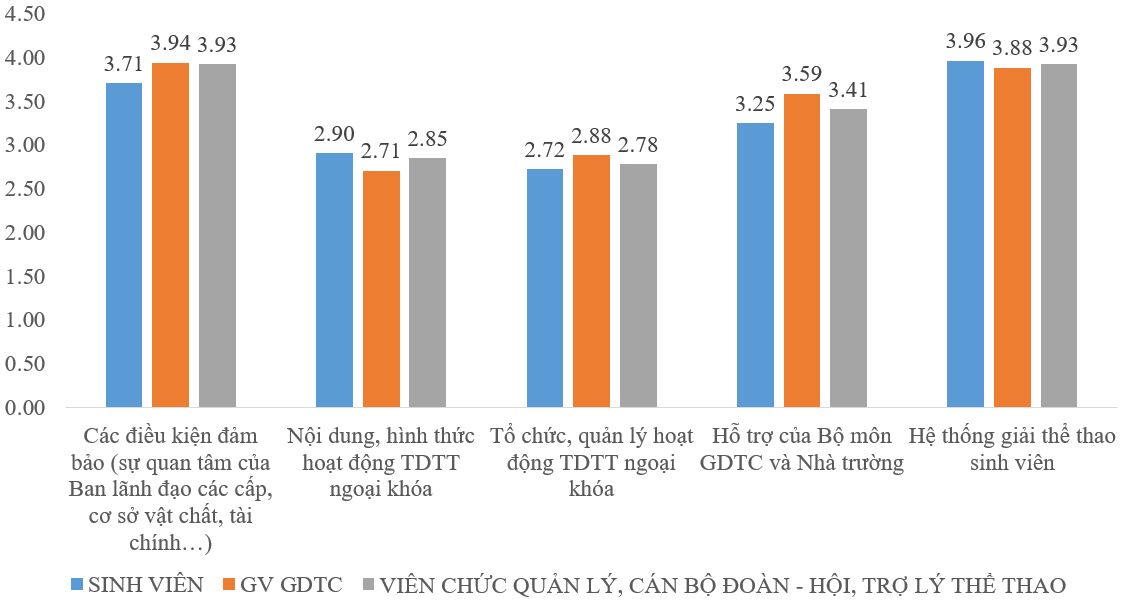 4.50
4.00
3.50
3.00
2.50
2.00
1.50
1.00
0.50
0.00
3.71 3.94 3.93
2.90 2.71 2.85
2.72 2.88 2.78
3.25 3.59 3.41
3.96 3.88 3.93
Các điều kiện đảm
bảo (sự quan tâm của
Ban lãnh đạo các cấp,
cơ sở vật chất, tài
chính…)
Nội dung, hình thức
hoạt động TDTT
ngoại khóa
Tổ chức, quản lý hoạt
động TDTT ngoại
khóa
Hỗ trợ của Bộ môn
GDTC và Nhà trường
Hệ thống giải thể thao
sinh viên
SINH VIÊN GV GDTC VIÊN CHỨC QUẢN LÝ, CÁN BỘ ĐOÀN - HỘI, TRỢ LÝ THỂ THAO